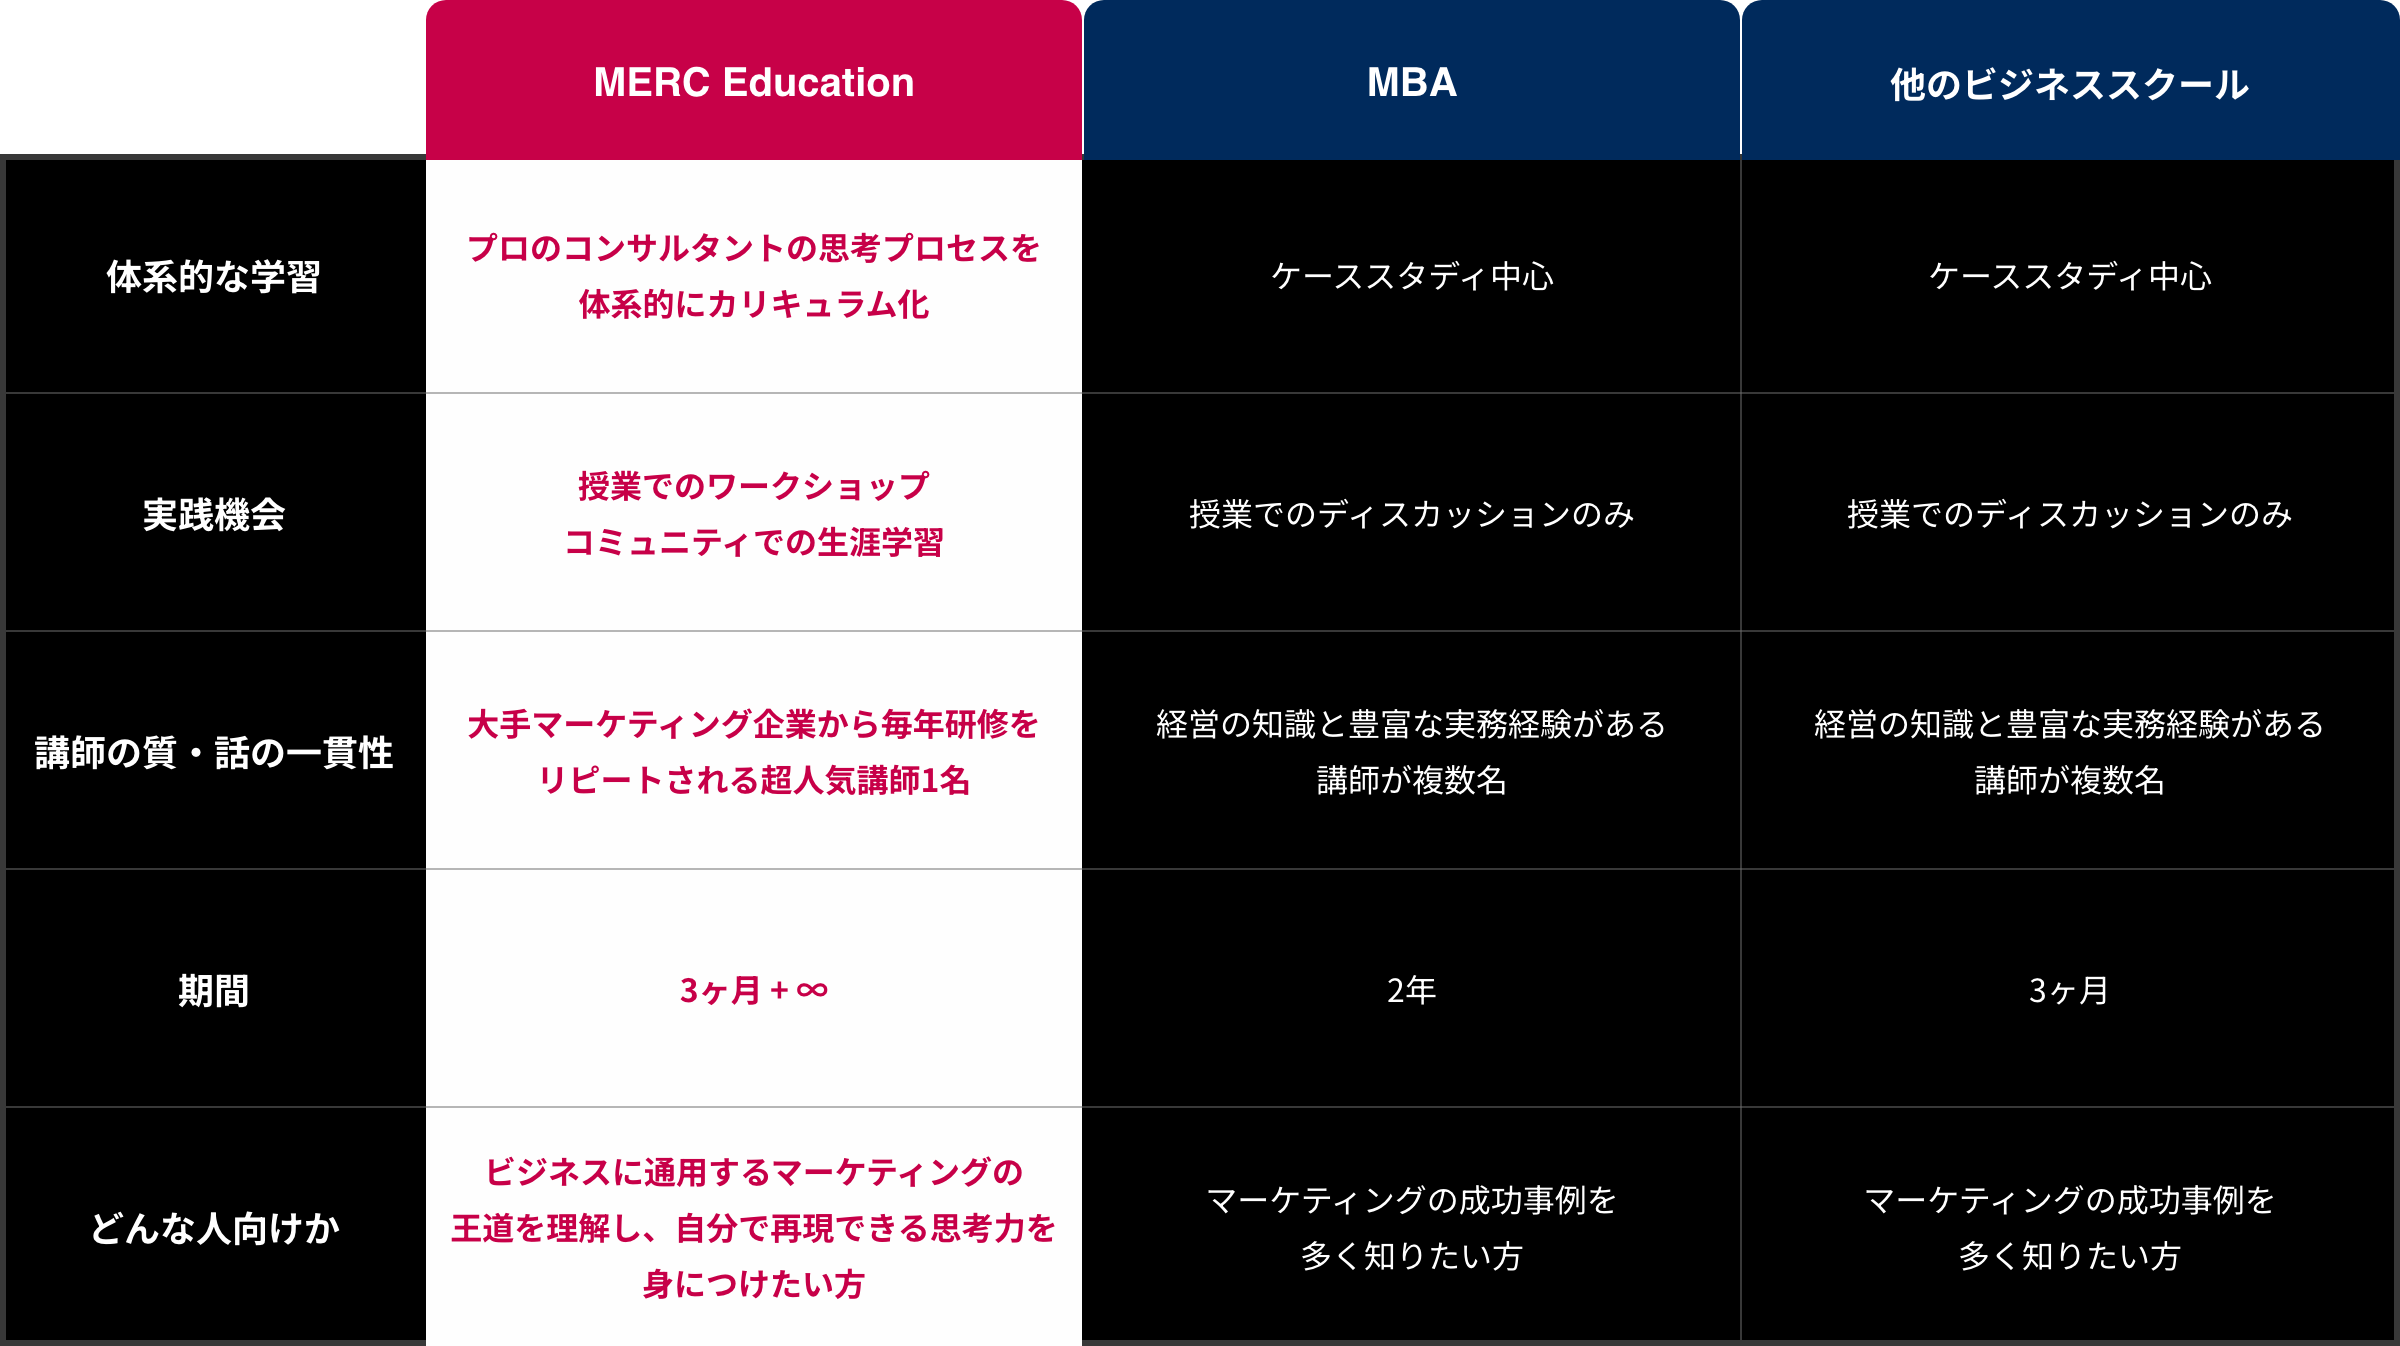 MERC Education
MBA
他のビジネススクール
体系的な学習
プロのコンサルタントの思考プロセスを
体系的にカリキュラム化
ケーススタディ中心
ケーススタディ中心
実践機会
授業でのワークショップ
コミュニティでの生涯学習
授業でのディスカッションのみ
授業でのディスカッションのみ
講師の質・話の一貫性
大手マーケティング企業から毎年研修を
リピートされる超人気講師1名
経営の知識と豊富な実務経験がある
講師が複数名
経営の知識と豊富な実務経験がある
講師が複数名
期間
3ヶ月 + ∞
2年
3ヶ月
どんな人向けか
ビジネスに通用するマーケティングの
王道を理解し、自分で再現できる思考力を
身につけたい方
マーケティングの成功事例を
多く知りたい方
マーケティングの成功事例を
多く知りたい方